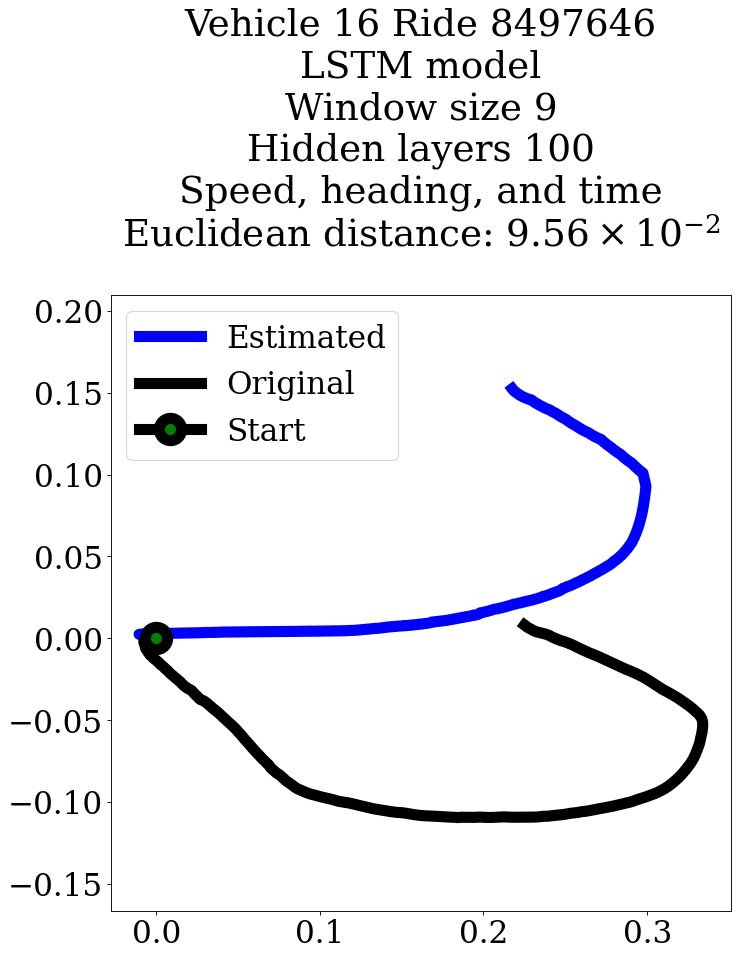 Vehicle 16 Ride 8497646
LSTM model
Window size 9
Hidden layers 100
Speed, heading, and time
Euclidean distance: 9.56 × 10⁻²
Estimated
Original
Start
0.20
0.15
0.10
0.05
0.00
−0.05
−0.10
−0.15
0.0 0.1 0.2 0.3